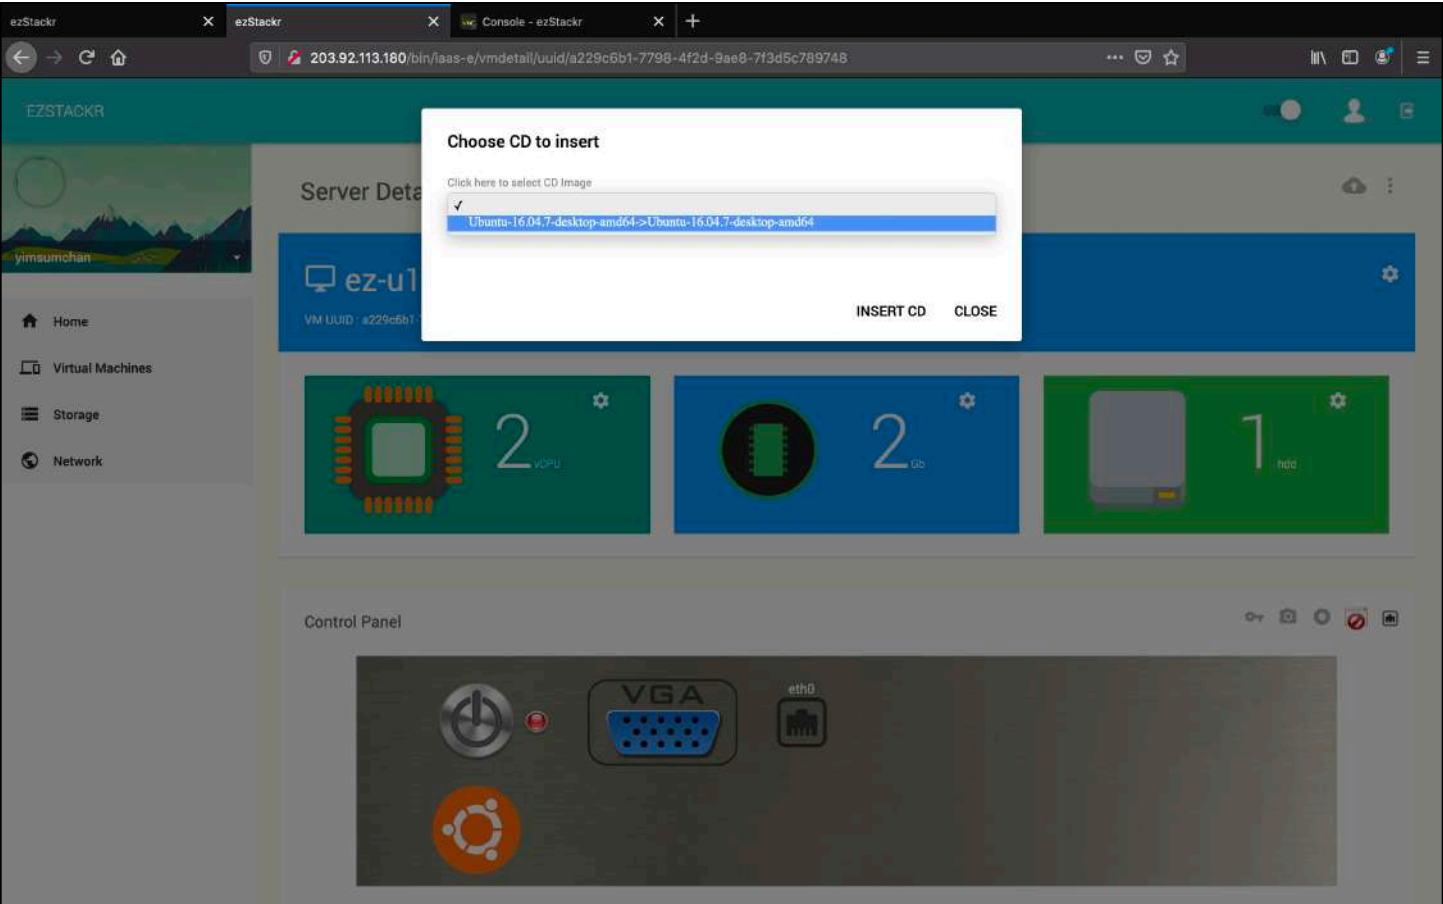 ezStackr
ezStackr
Console - ezStackr
203.92.113.180/bin/iaas-e/vmdetail/uuid/a229c6b1-7798-4f2d-9ae8-7f3d5c789748
EZSTACKR
Choose CD to insert
Click here to select CD Image
Ubuntu-16.04.7-desktop-amd64->Ubuntu-16.04.7-desktop-amd64
INSERT CD CLOSE
Server Deta
yimsumchan
ez-u1
VM UUID : a229c6b1-
Home
Virtual Machines
Storage
Network
2 vCPU
2 Gb
1 hdd
Control Panel
VGA
eth0